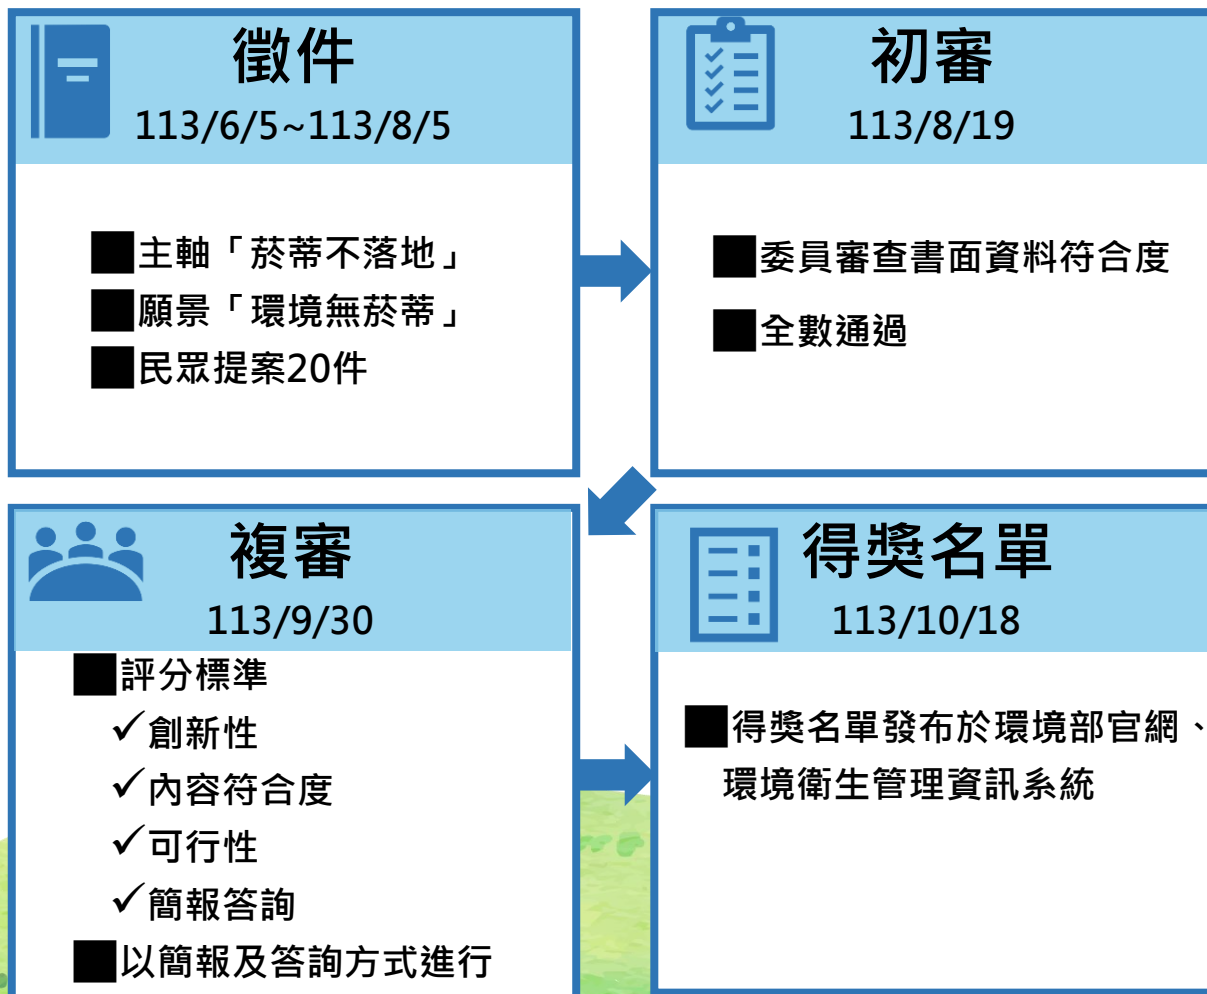 徵件
113/6/5~113/8/5
主軸「菸蒂不落地」
願景「環境無菸蒂」
民眾提案20件
初審
113/8/19
委員審查書面資料符合度
全數通過
複審
113/9/30
評分標準
✓創新性
✓內容符合度
✓可行性
✓簡報答詢
以簡報及答詢方式進行
得獎名單
113/10/18
得獎名單發布於環境部官網、
環境衛生管理資訊系統